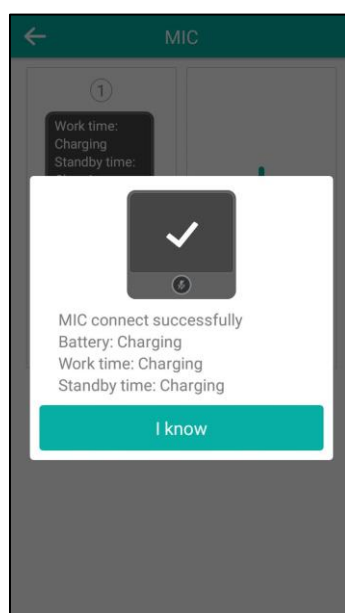 MIC
1
Work time:
Charging
Standby time:
MIC connect successfully
Battery: Charging
Work time: Charging
Standby time: Charging
I know